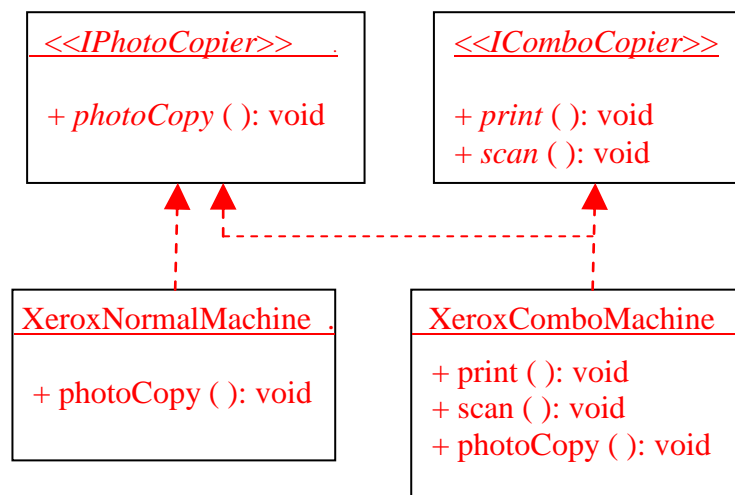 <<IPhotoCopier>> .
+ photoCopy ( ): void
<<IComboCopier>>
+ print ( ): void
+ scan ( ): void
XeroxNormalMachine .
+ photoCopy ( ): void
XeroxComboMachine
+ print ( ): void
+ scan ( ): void
+ photoCopy ( ): void